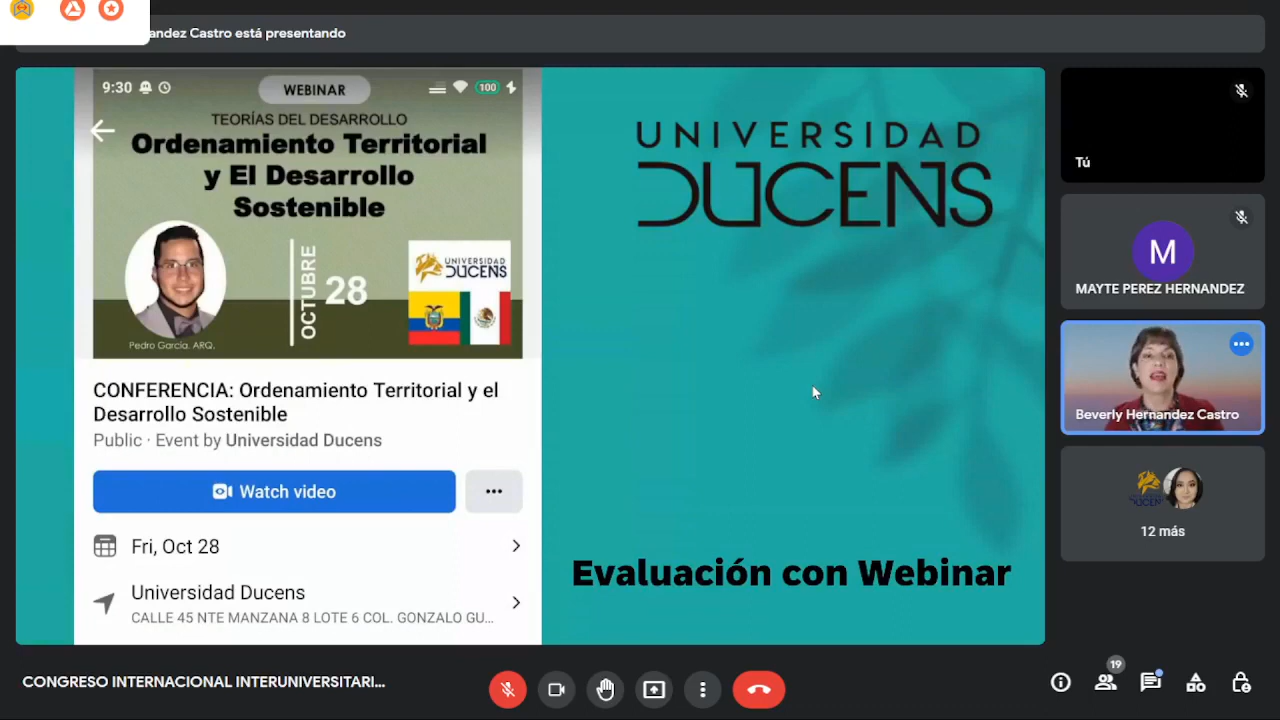 andez Castro está presentando
9:30
100
WEBINAR
TEORÍAS DEL DESARROLLO
Ordenamiento Territorial
y El Desarrollo
Sostenible
OCTUBRE
28
UNIVERSIDAD
DUCENS
Pedro García. ARQ.
CONFERENCIA: Ordenamiento Territorial y el
Desarrollo Sostenible
Public · Event by Universidad Ducens
Watch video
Fri, Oct 28
Universidad Ducens
CALLE 45 NTE MANZANA 8 LOTE 6 COL. GONZALO GU...
UNIVERSIDAD
DUCENS
Evaluación con Webinar
Tú
M
MAYTE PEREZ HERNANDEZ
Beverly Hernandez Castro
UNIVERSIDAD
DUCENS
12 más
CONGRESO INTERNACIONAL INTERUNIVERSITARI...
19